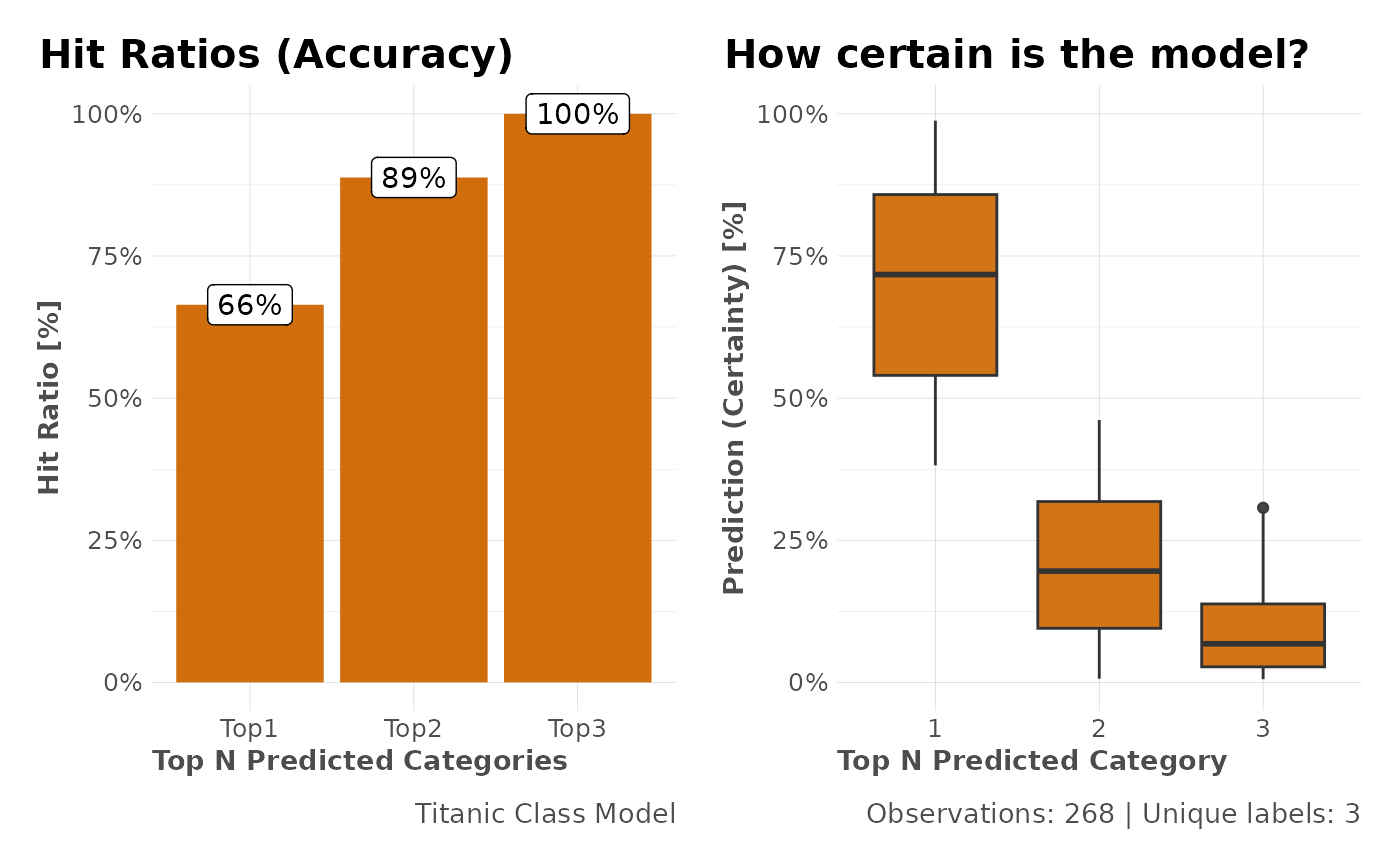 Hit Ratios (Accuracy)
Hit Ratio [%]
100%
75%
50%
25%
0%
66%
89%
100%
Top1 Top2 Top3
Top N Predicted Categories
Titanic Class Model
How certain is the model?
Prediction (Certainty) [%]
100%
75%
50%
25%
0%
1 2 3
Top N Predicted Category
Observations: 268 | Unique labels: 3